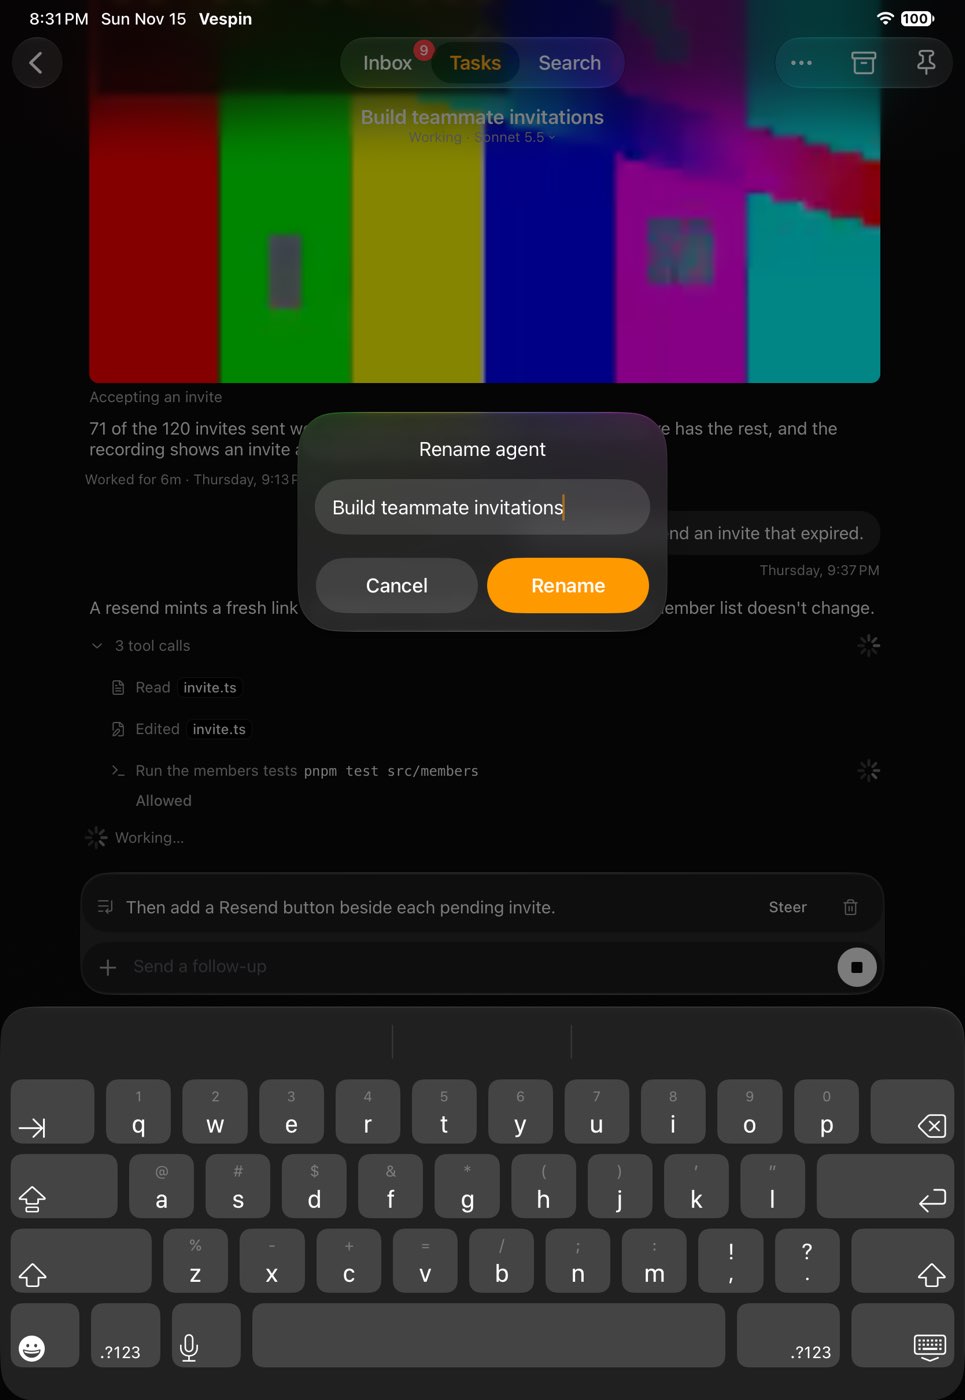 8:31 PM Sun Nov 15 Vespin
100
Inbox 9 Tasks Search
Build teammate invitations
Working · Sonnet 5.5
Accepting an invite
71 of the 120 invites sent
has the rest, and the
recording shows an invite
Worked for 6m · Thursday, 9:13
an invite that expired.
Thursday, 9:37 PM
A resend mints a fresh link
list doesn't change.
Rename agent
Build teammate invitations
Cancel Rename
3 tool calls
Read invite.ts
Edited invite.ts
Run the members tests pnpm test src/members
Allowed
Working...
Then add a Resend button beside each pending invite. Steer
Send a follow-up
1 2 3 4 5 6 7 8 9 0
q w e r t y u i o p
@ # $ & * ( ) ' "
a s d f g h j k l
% - + = / ; : ! ?
z x c v b n m , .
.?123 .?123